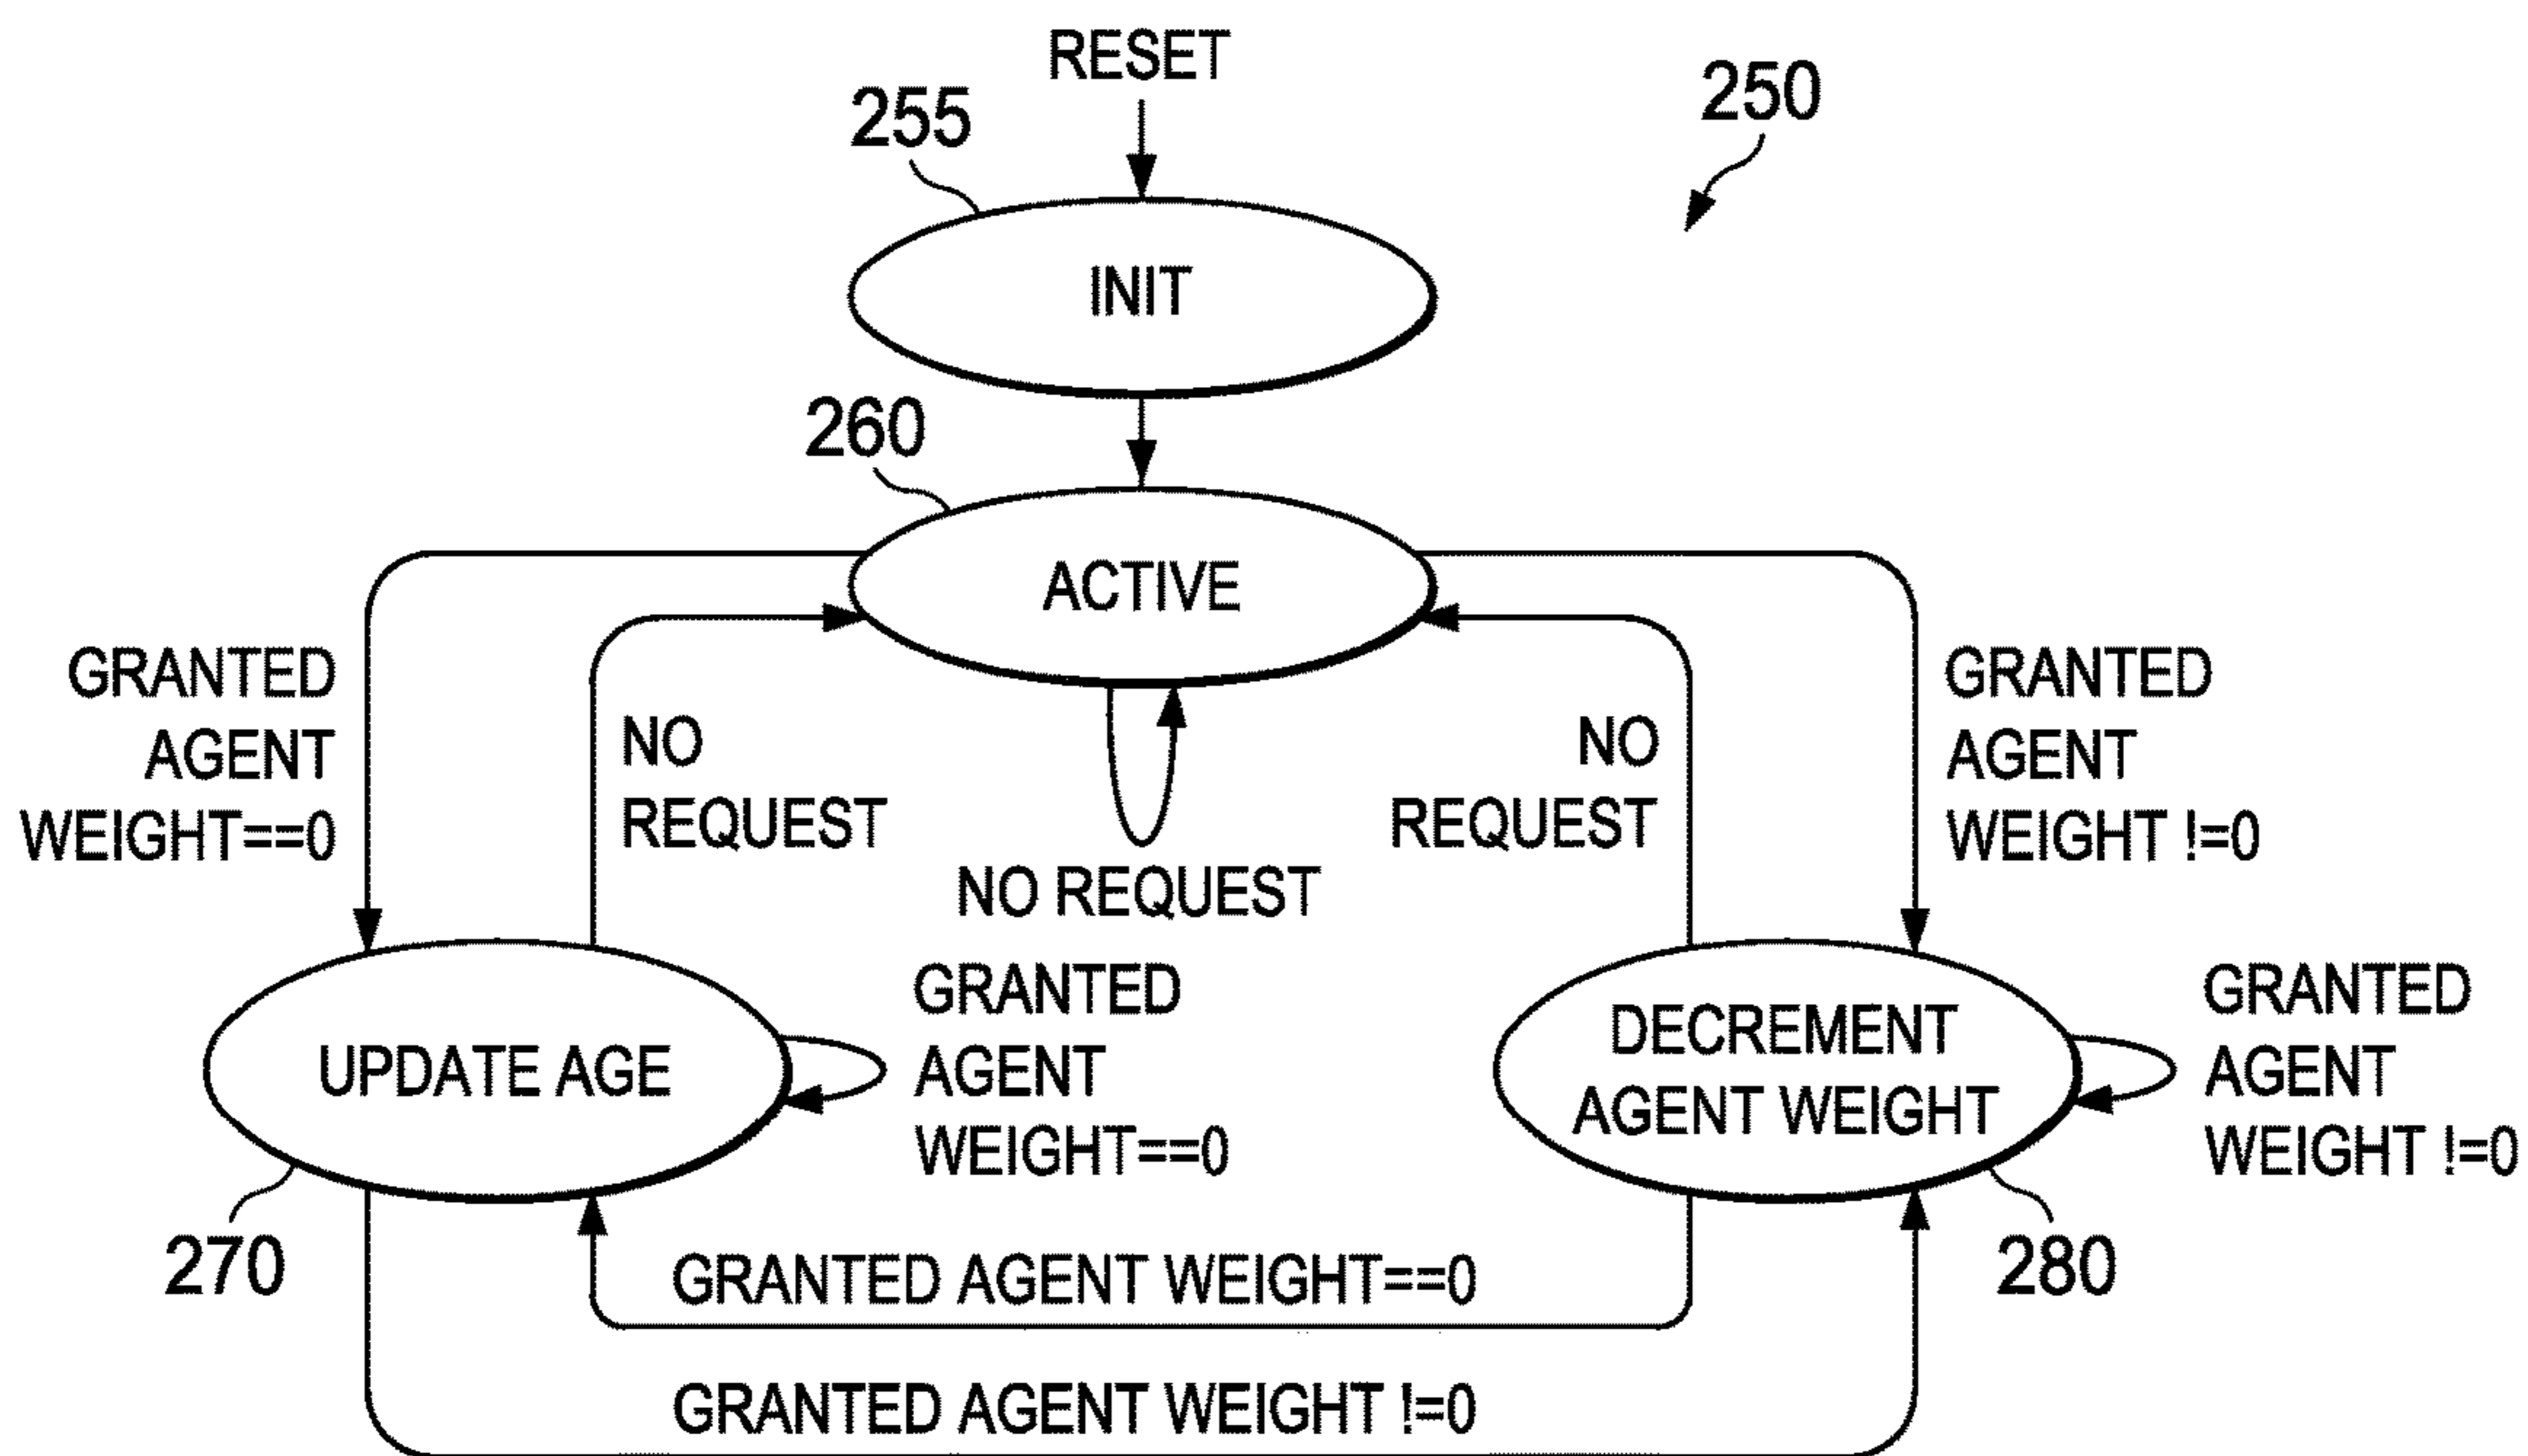 RESET
250
255
INIT
260
ACTIVE
GRANTED
AGENT
WEIGHT==0
NO
REQUEST
NO REQUEST
NO
REQUEST
GRANTED
AGENT
WEIGHT !=0
UPDATE AGE
GRANTED
AGENT
WEIGHT==0
DECREMENT
AGENT WEIGHT
GRANTED
AGENT
WEIGHT !=0
270
GRANTED AGENT WEIGHT==0
280
GRANTED AGENT WEIGHT !=0